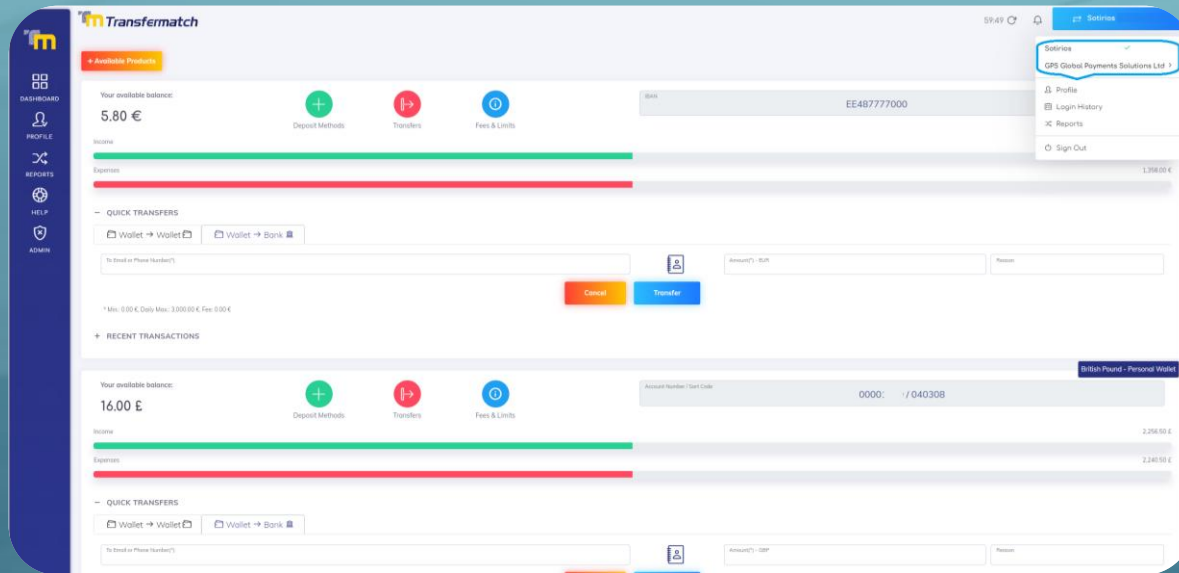 Tm Transfermatch
59:49
Sotirios
Tm
+ Available Products
Sotirios
GPS Global Payments Solutions Ltd
Profile
Login History
Reports
Sign Out
DASHBOARD
PROFILE
REPORTS
HELP
ADMIN
Your available balance:
5.80 €
Deposit Methods
Transfers
Fees & Limits
IBAN
EE487777000
Income
Expenses
1,398.00 €
− QUICK TRANSFERS
Wallet → Wallet
Wallet → Bank
To Email or Phone Number(*)
Amount(*) - EUR
Reason
Cancel
Transfer
* Min: 0.00 €, Daily Max.: 3,000.00 €, Fee: 0.00 €
+ RECENT TRANSACTIONS
British Pound - Personal Wallet
Your available balance:
16.00 £
Deposit Methods
Transfers
Fees & Limits
Account Number / Sort Code
0000: / 040308
Income
2,256.50 £
Expenses
2,240.50 £
− QUICK TRANSFERS
Wallet → Wallet
Wallet → Bank
To Email or Phone Number(*)
Amount(*) - GBP
Reason